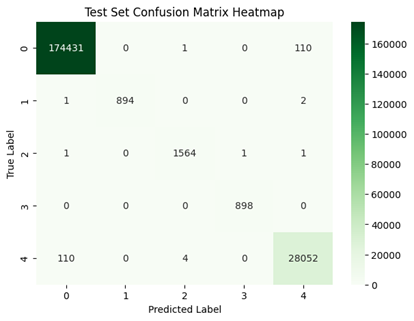 Test Set Confusion Matrix Heatmap
True Label
0 174431 0 1 0 110
1 1 894 0 0 2
2 1 0 1564 1 1
3 0 0 0 898 0
4 110 0 4 0 28052
0 1 2 3 4
Predicted Label
160000
140000
120000
100000
80000
60000
40000
20000
0